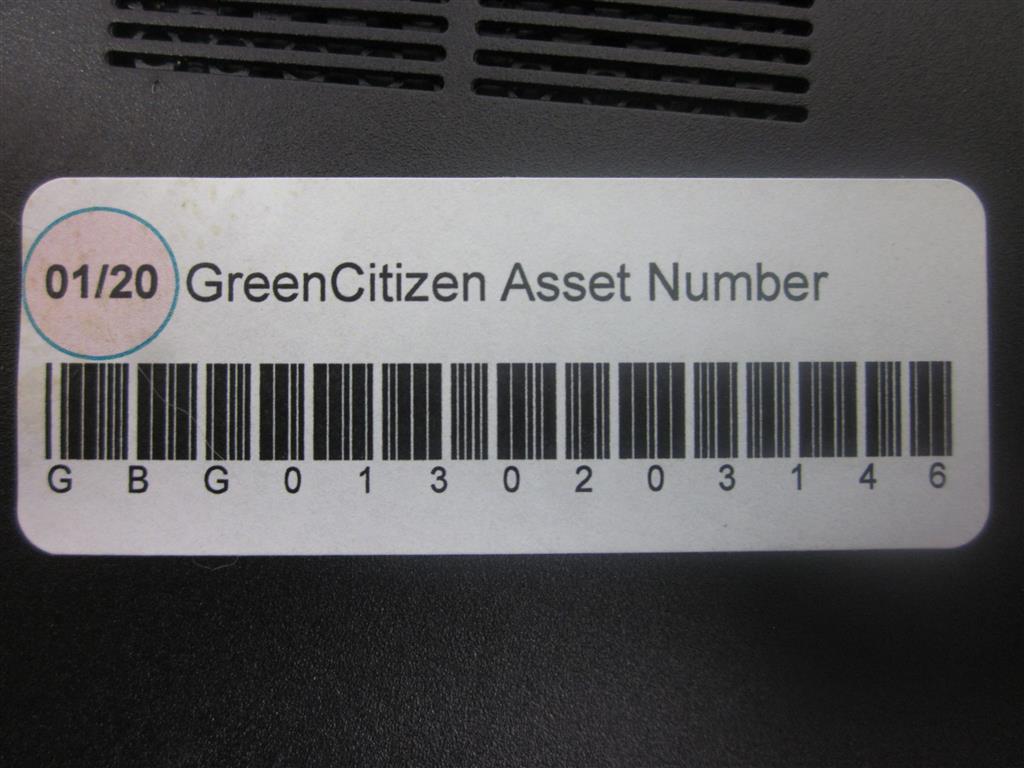 01/20 GreenCitizen Asset Number
G B G 0 1 3 0 2 0 3 1 4 6